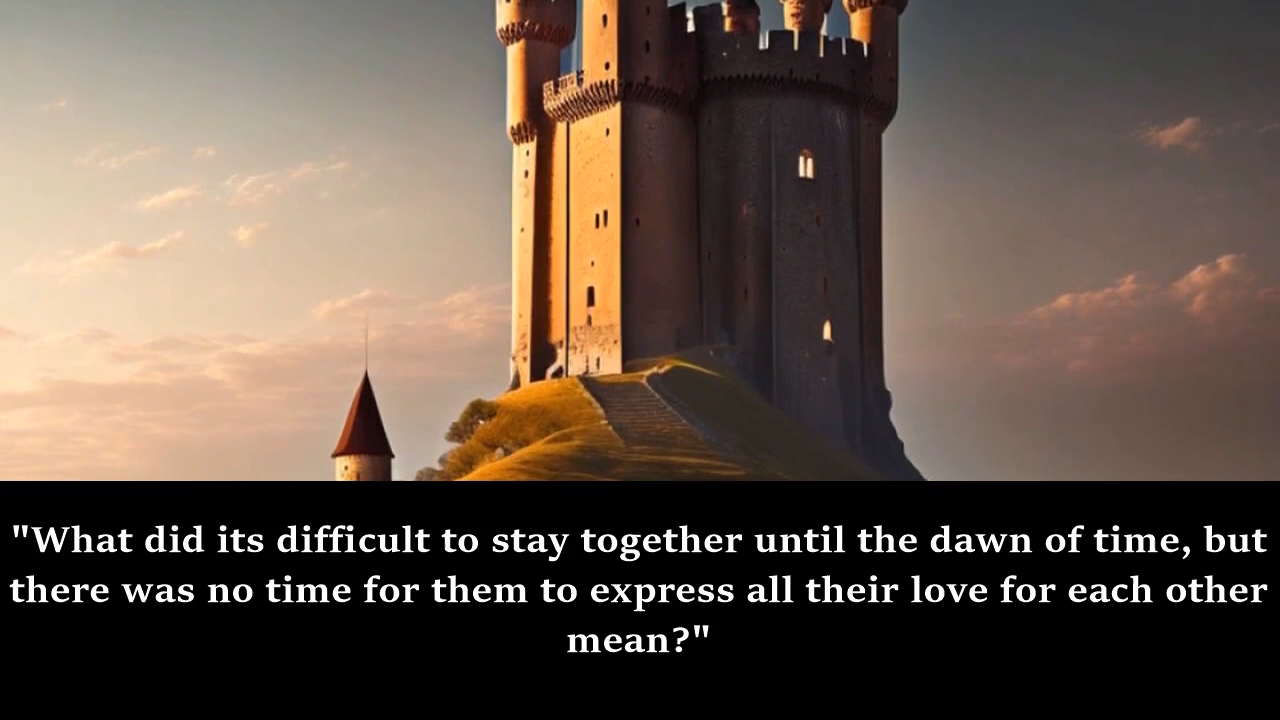 "What did its difficult to stay together until the dawn of time, but
there was no time for them to express all their love for each other
mean?"